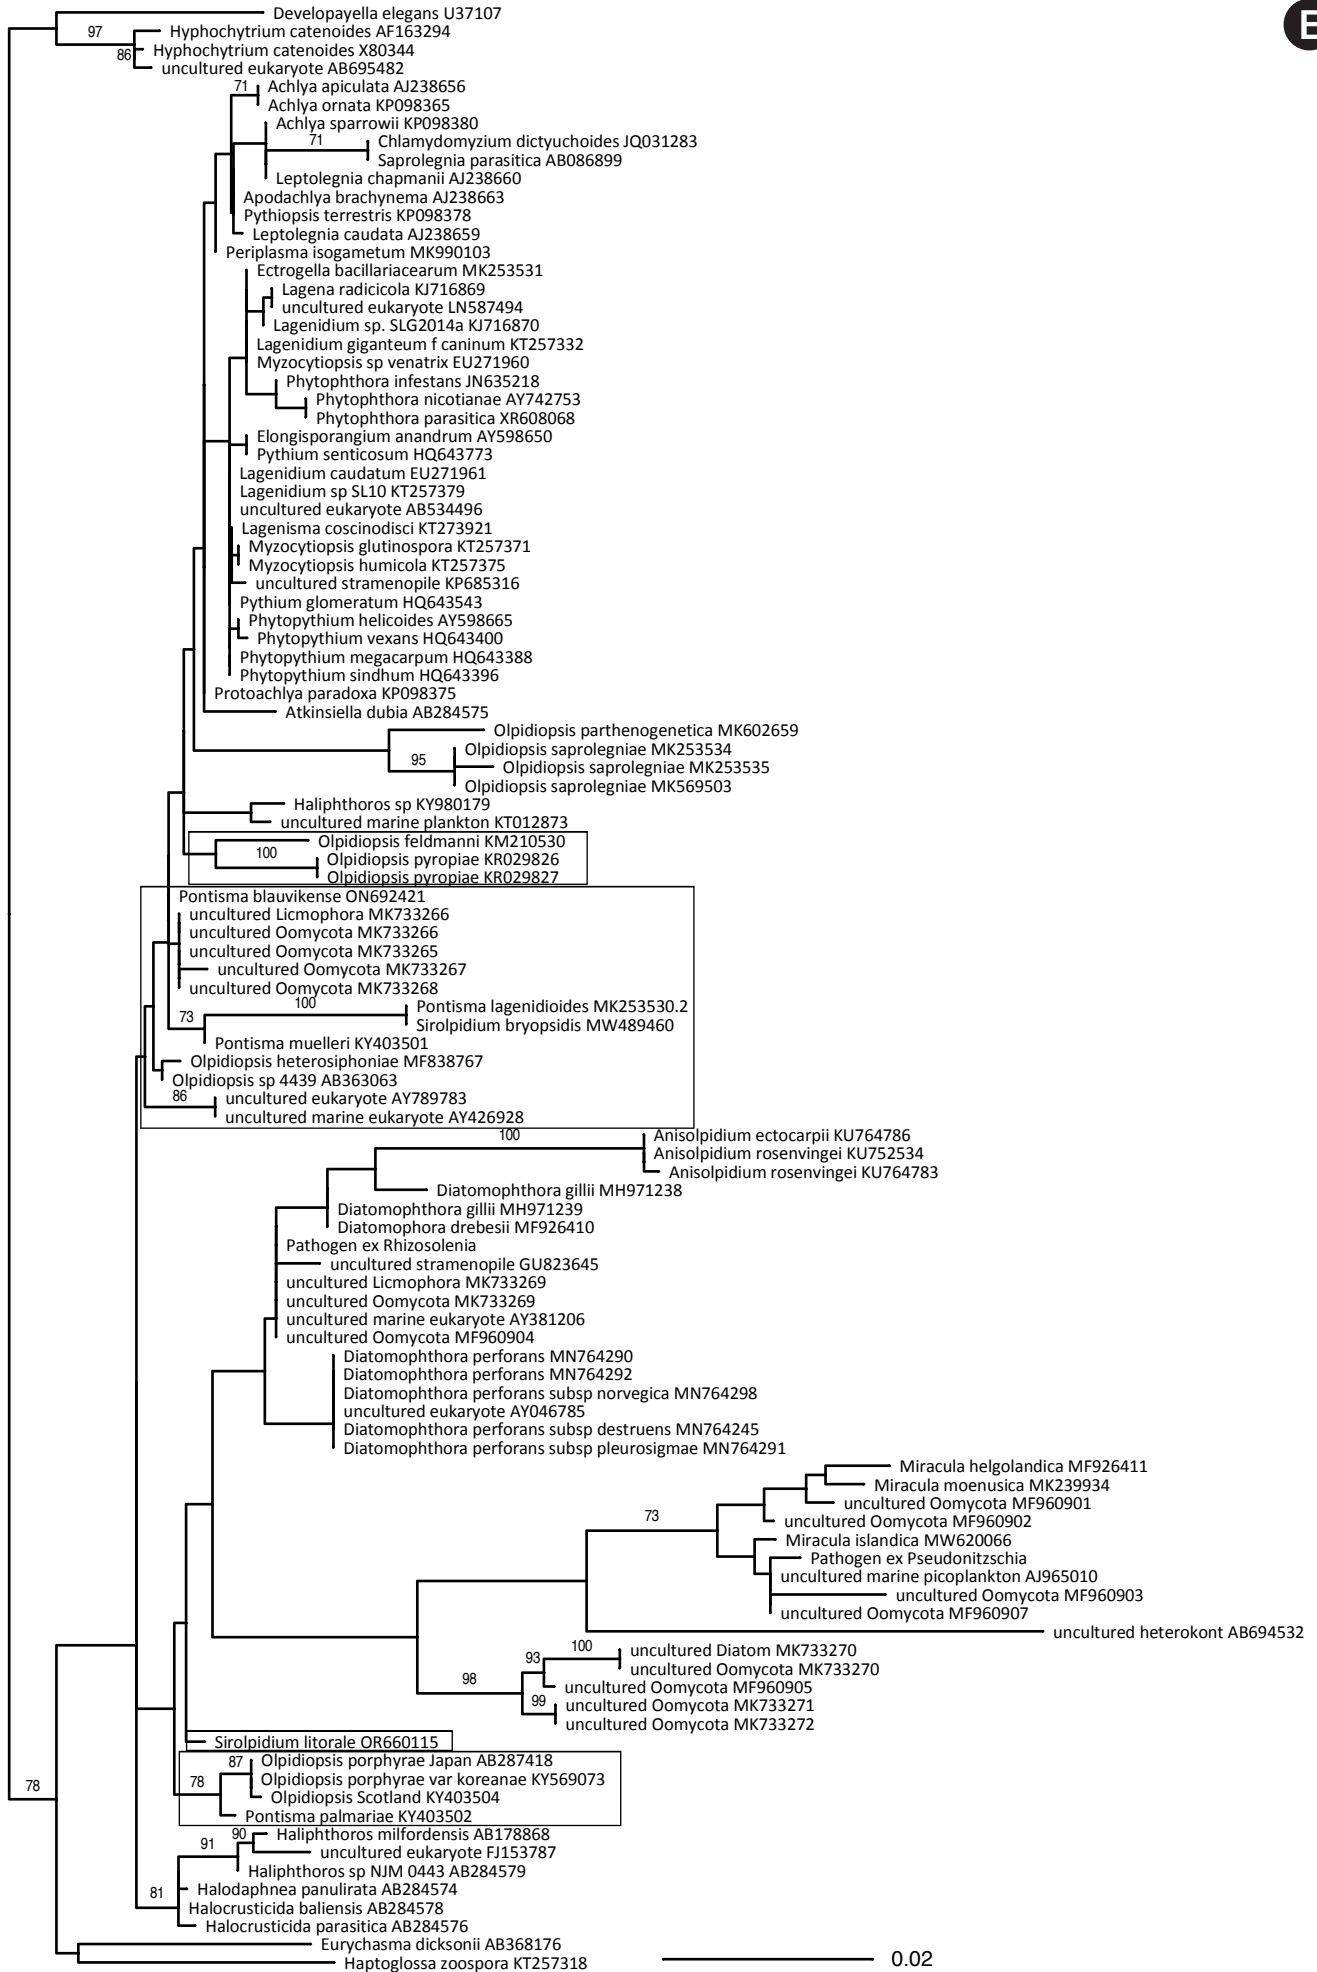 Developayella elegans U37107
E
97
Hyphochytrium catenoides AF163294
Hyphochytrium catenoides X80344
86
uncultured eukaryote AB695482
71
Achlya apiculata AJ238656
Achlya ornata KP098365
Achlya sparrowii KP098380
71
Chlamydomyzium dictyuchoides JQ031283
Saprolegnia parasitica AB086899
Leptolegnia chapmanii AJ238660
Apodachlya brachynema AJ238663
Pythiopsis terrestris KP098378
Leptolegnia caudata AJ238659
Periplasma isogametum MK990103
Ectrogella bacillariacearum MK253531
Lagena radicicola KJ716869
uncultured eukaryote LN587494
Lagenidium sp. SLG2014a KJ716870
Lagenidium giganteum f caninum KT257332
Myzocytiopsis sp venatrix EU271960
Phytophthora infestans JN635218
Phytophthora nicotianae AY742753
Phytophthora parasitica XR608068
Elongisporangium anandrum AY598650
Pythium senticosum HQ643773
Lagenidium caudatum EU271961
Lagenidium sp SL10 KT257379
uncultured eukaryote AB534496
Lagenisma coscinodisci KT273921
Myzocytiopsis glutinospora KT257371
Myzocytiopsis humicola KT257375
uncultured stramenopile KP685316
Pythium glomeratum HQ643543
Phytopythium helicoides AY598665
Phytopythium vexans HQ643400
Phytopythium megacarpum HQ643388
Phytopythium sindhum HQ643396
Protoachlya paradoxa KP098375
Atkinsiella dubia AB284575
Olpidiopsis parthenogenetica MK602659
Olpidiopsis saprolegniae MK253534
95
Olpidiopsis saprolegniae MK253535
Olpidiopsis saprolegniae MK569503
Haliphthoros sp KY980179
uncultured marine plankton KT012873
Olpidiopsis feldmanni KM210530
100
Olpidiopsis pyropiae KR029826
Olpidiopsis pyropiae KR029827
Pontisma blauvikense ON692421
uncultured Licmophora MK733266
uncultured Oomycota MK733266
uncultured Oomycota MK733265
uncultured Oomycota MK733267
uncultured Oomycota MK733268
100
Pontisma lagenidioides MK253530.2
73
Sirolpidium bryopsidis MW489460
Pontisma muelleri KY403501
Olpidiopsis heterosiphoniae MF838767
Olpidiopsis sp 4439 AB363063
86
uncultured eukaryote AY789783
uncultured marine eukaryote AY426928
100
Anisolpidium ectocarpii KU764786
Anisolpidium rosenvingei KU752534
Anisolpidium rosenvingei KU764783
Diatomophthora gillii MH971238
Diatomophthora gillii MH971239
Diatomophora drebesii MF926410
Pathogen ex Rhizosolenia
uncultured stramenopile GU823645
uncultured Licmophora MK733269
uncultured Oomycota MK733269
uncultured marine eukaryote AY381206
uncultured Oomycota MF960904
Diatomophthora perforans MN764290
Diatomophthora perforans MN764292
Diatomophthora perforans subsp norvegica MN764298
uncultured eukaryote AY046785
Diatomophthora perforans subsp destruens MN764245
Diatomophthora perforans subsp pleurosigmae MN764291
Miracula helgolandica MF926411
Miracula moenusica MK239934
uncultured Oomycota MF960901
73
uncultured Oomycota MF960902
Miracula islandica MW620066
Pathogen ex Pseudonitzschia
uncultured marine picoplankton AJ965010
uncultured Oomycota MF960903
uncultured Oomycota MF960907
uncultured heterokont AB694532
100
uncultured Diatom MK733270
93
uncultured Oomycota MK733270
98
uncultured Oomycota MF960905
99
uncultured Oomycota MK733271
uncultured Oomycota MK733272
Sirolpidium litorale OR660115
87
Olpidiopsis porphyrae Japan AB287418
78
78
Olpidiopsis porphyrae var koreanae KY569073
Olpidiopsis Scotland KY403504
Pontisma palmariae KY403502
90
Haliphthoros milfordensis AB178868
91
uncultured eukaryote FJ153787
Haliphthoros sp NJM 0443 AB284579
81
Halodaphnea panulirata AB284574
Halocrusticida baliensis AB284578
Halocrusticida parasitica AB284576
Eurychasma dicksonii AB368176
Haptoglossa zoospora KT257318
0.02